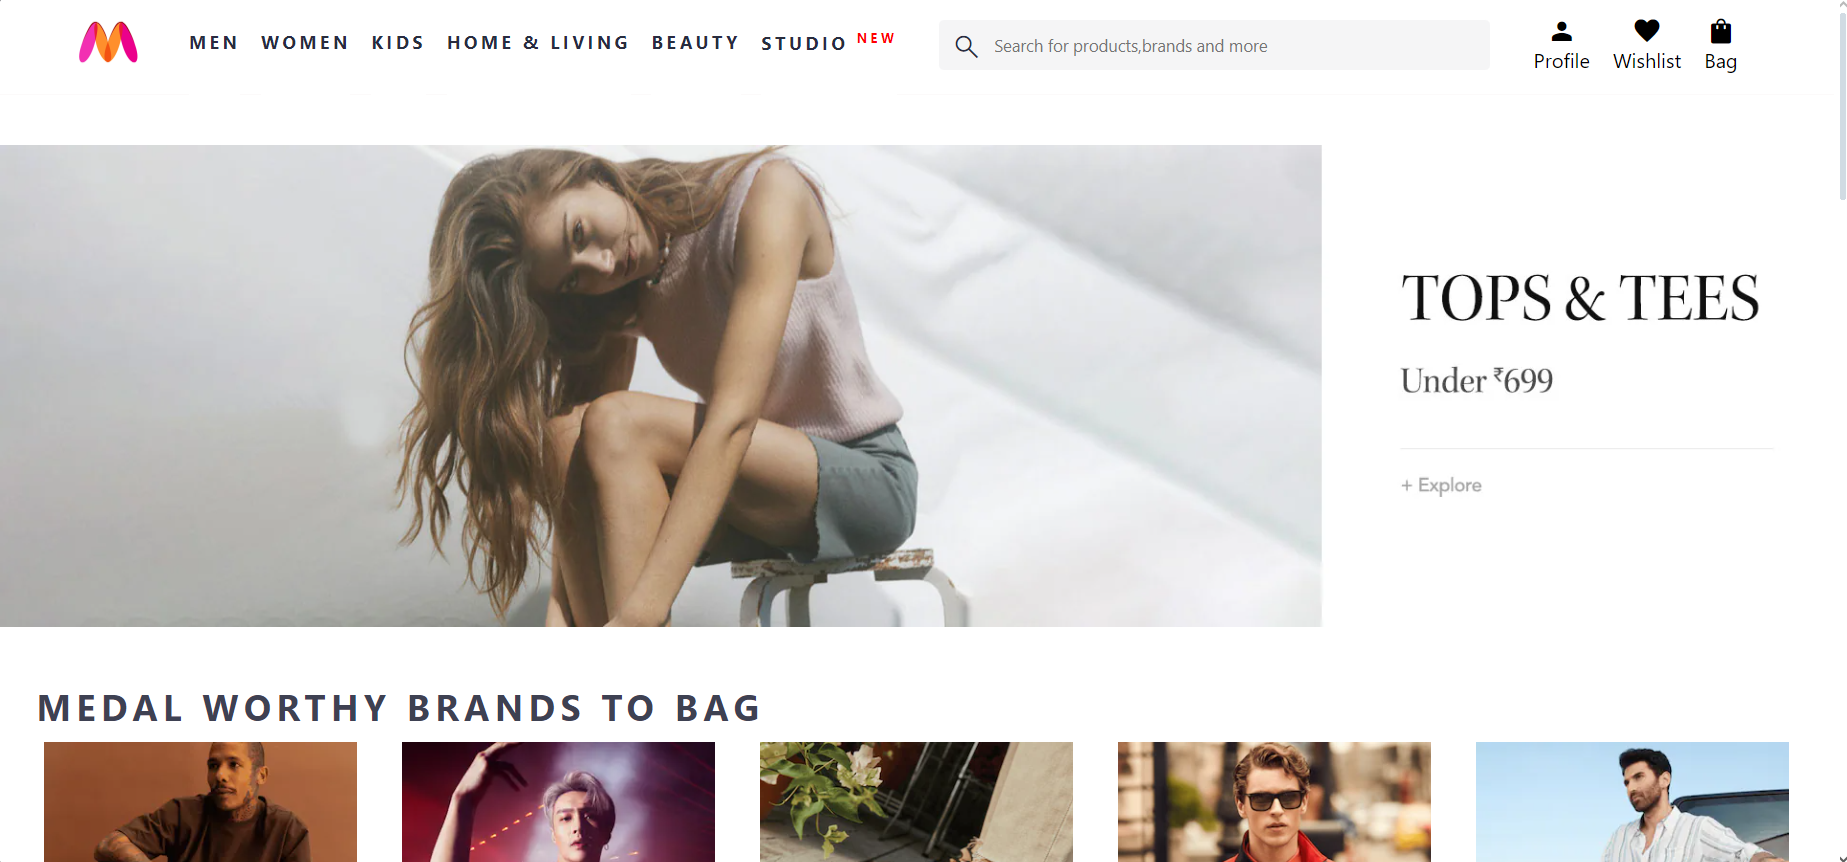 MEN WOMEN KIDS HOME & LIVING BEAUTY STUDIO NEW
Search for products,brands and more
Profile Wishlist Bag
TOPS & TEES
Under ₹699
+ Explore
MEDAL WORTHY BRANDS TO BAG